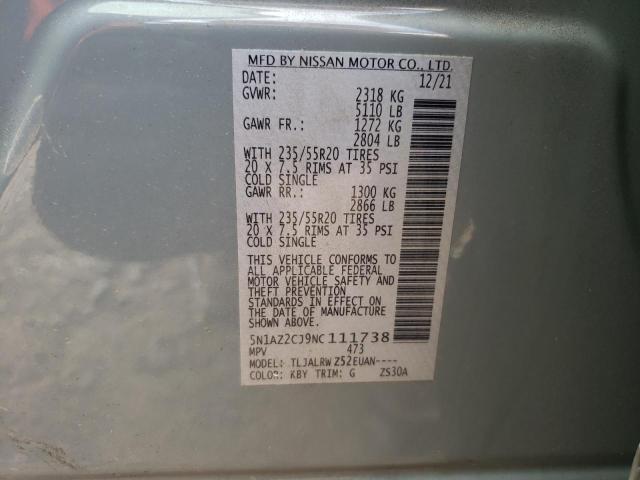 MFD BY NISSAN MOTOR CO., LTD.
DATE: 12/21
GVWR: 2318 KG
5110 LB
GAWR FR.: 1272 KG
2804 LB
WITH 235/55R20 TIRES
20 X 7.5 RIMS AT 35 PSI
COLD SINGLE
GAWR RR.: 1300 KG
2866 LB
WITH 235/55R20 TIRES
20 X 7.5 RIMS AT 35 PSI
COLD SINGLE
THIS VEHICLE CONFORMS TO
ALL APPLICABLE FEDERAL
MOTOR VEHICLE SAFETY AND
THEFT PREVENTION
STANDARDS IN EFFECT ON
THE DATE OF MANUFACTURE
SHOWN ABOVE.
5N1AZ2CJ9NC111738
MPV 473
MODEL: TLJALRWZ52EUAN----
COLOR: KBY TRIM: G ZS30A